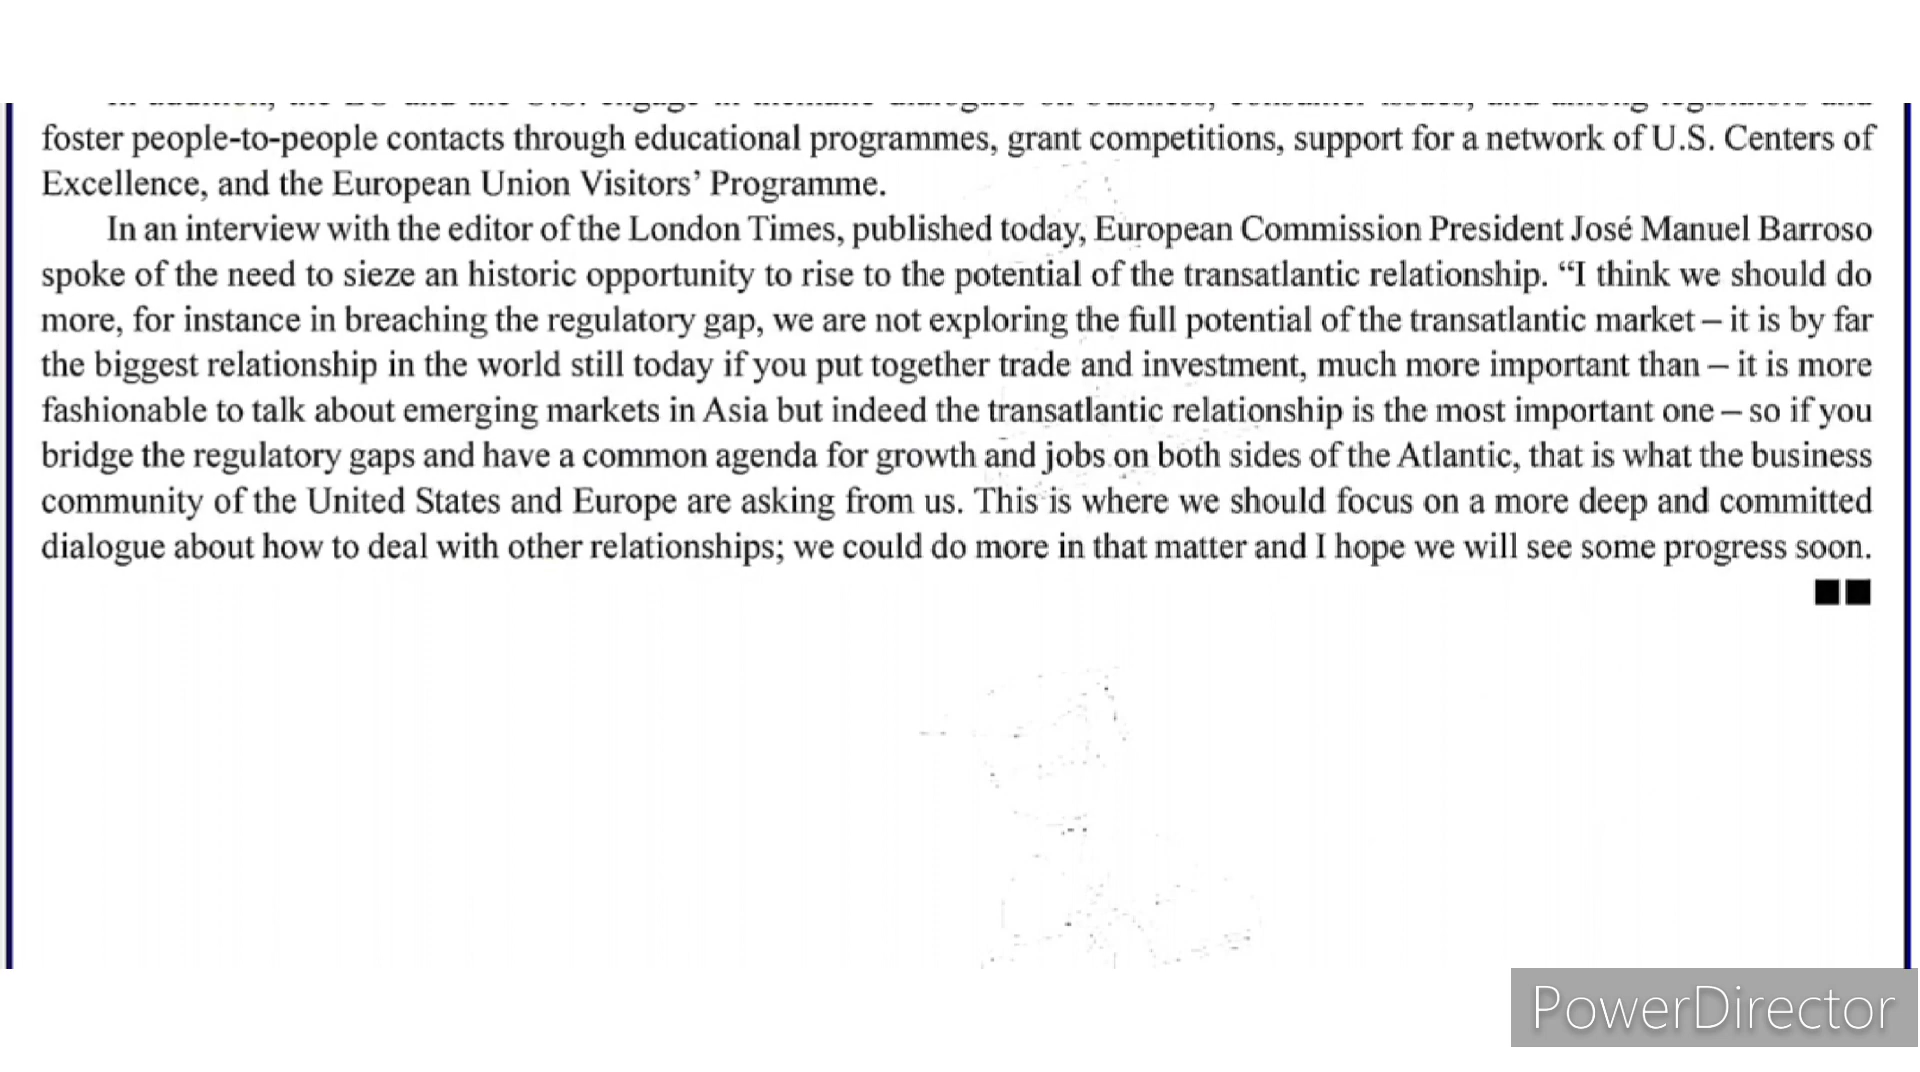 foster people-to-people contacts through educational programmes, grant competitions, support for a network of U.S. Centers of
Excellence, and the European Union Visitors’ Programme.
In an interview with the editor of the London Times, published today, European Commission President José Manuel Barroso
spoke of the need to sieze an historic opportunity to rise to the potential of the transatlantic relationship. “I think we should do
more, for instance in breaching the regulatory gap, we are not exploring the full potential of the transatlantic market – it is by far
the biggest relationship in the world still today if you put together trade and investment, much more important than – it is more
fashionable to talk about emerging markets in Asia but indeed the transatlantic relationship is the most important one – so if you
bridge the regulatory gaps and have a common agenda for growth and jobs on both sides of the Atlantic, that is what the business
community of the United States and Europe are asking from us. This is where we should focus on a more deep and committed
dialogue about how to deal with other relationships; we could do more in that matter and I hope we will see some progress soon.
PowerDirector